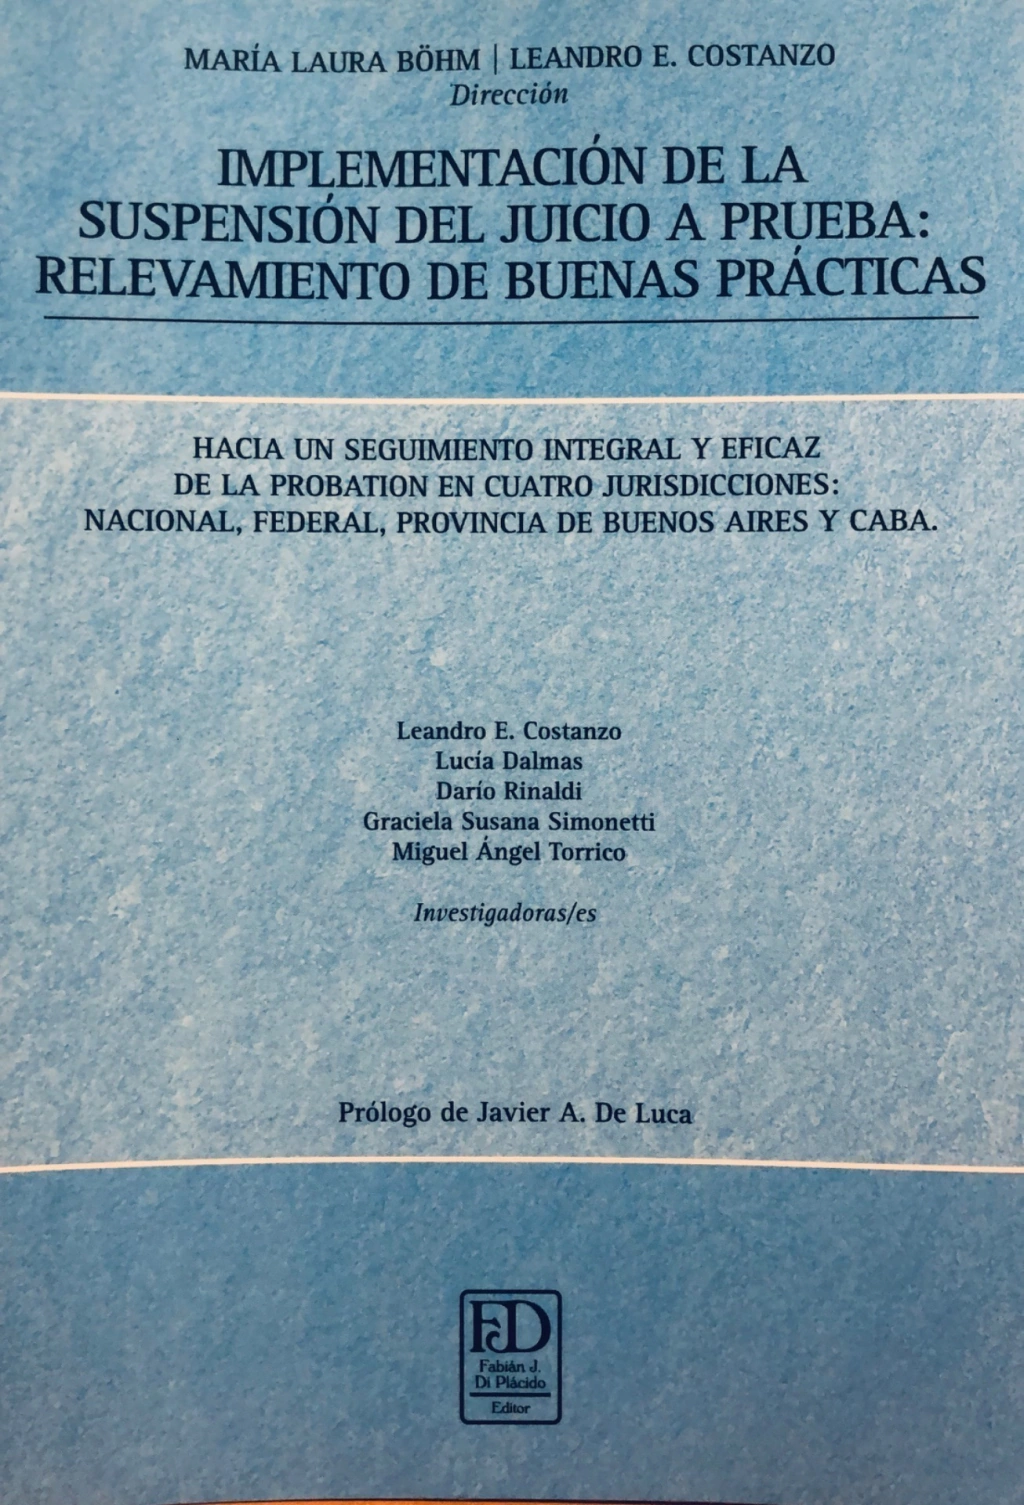 MARÍA LAURA BÖHM | LEANDRO E. COSTANZO
Dirección
IMPLEMENTACIÓN DE LA
SUSPENSIÓN DEL JUICIO A PRUEBA:
RELEVAMIENTO DE BUENAS PRÁCTICAS
HACIA UN SEGUIMIENTO INTEGRAL Y EFICAZ
DE LA PROBATION EN CUATRO JURISDICCIONES:
NACIONAL, FEDERAL, PROVINCIA DE BUENOS AIRES Y CABA.
Leandro E. Costanzo
Lucía Dalmas
Darío Rinaldi
Graciela Susana Simonetti
Miguel Ángel Torrico
Investigadoras/es
Prólogo de Javier A. De Luca
FD
Fabián J.
Di Plácido
Editor